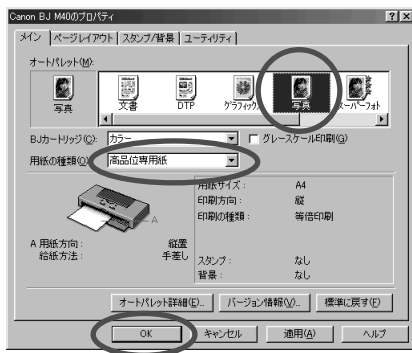 Canon BJ M40のプロパティ
メイン ページレイアウト スタンプ/背景 ユーティリティ
オートパレット(M):
写真 文書 DTP グラフィック 写真 スーパーフォト
BJカートリッジ(C): カラー グレースケール印刷(G)
用紙の種類(Q): 高品位専用紙
用紙サイズ: A4
印刷方向: 縦
印刷の種類: 等倍印刷
A
A 用紙方向: 縦置
給紙方法: 手差し
スタンプ: なし
背景: なし
オートパレット詳細(E)... バージョン情報(V)... 標準に戻す(F)
OK キャンセル 適用(A) ヘルプ